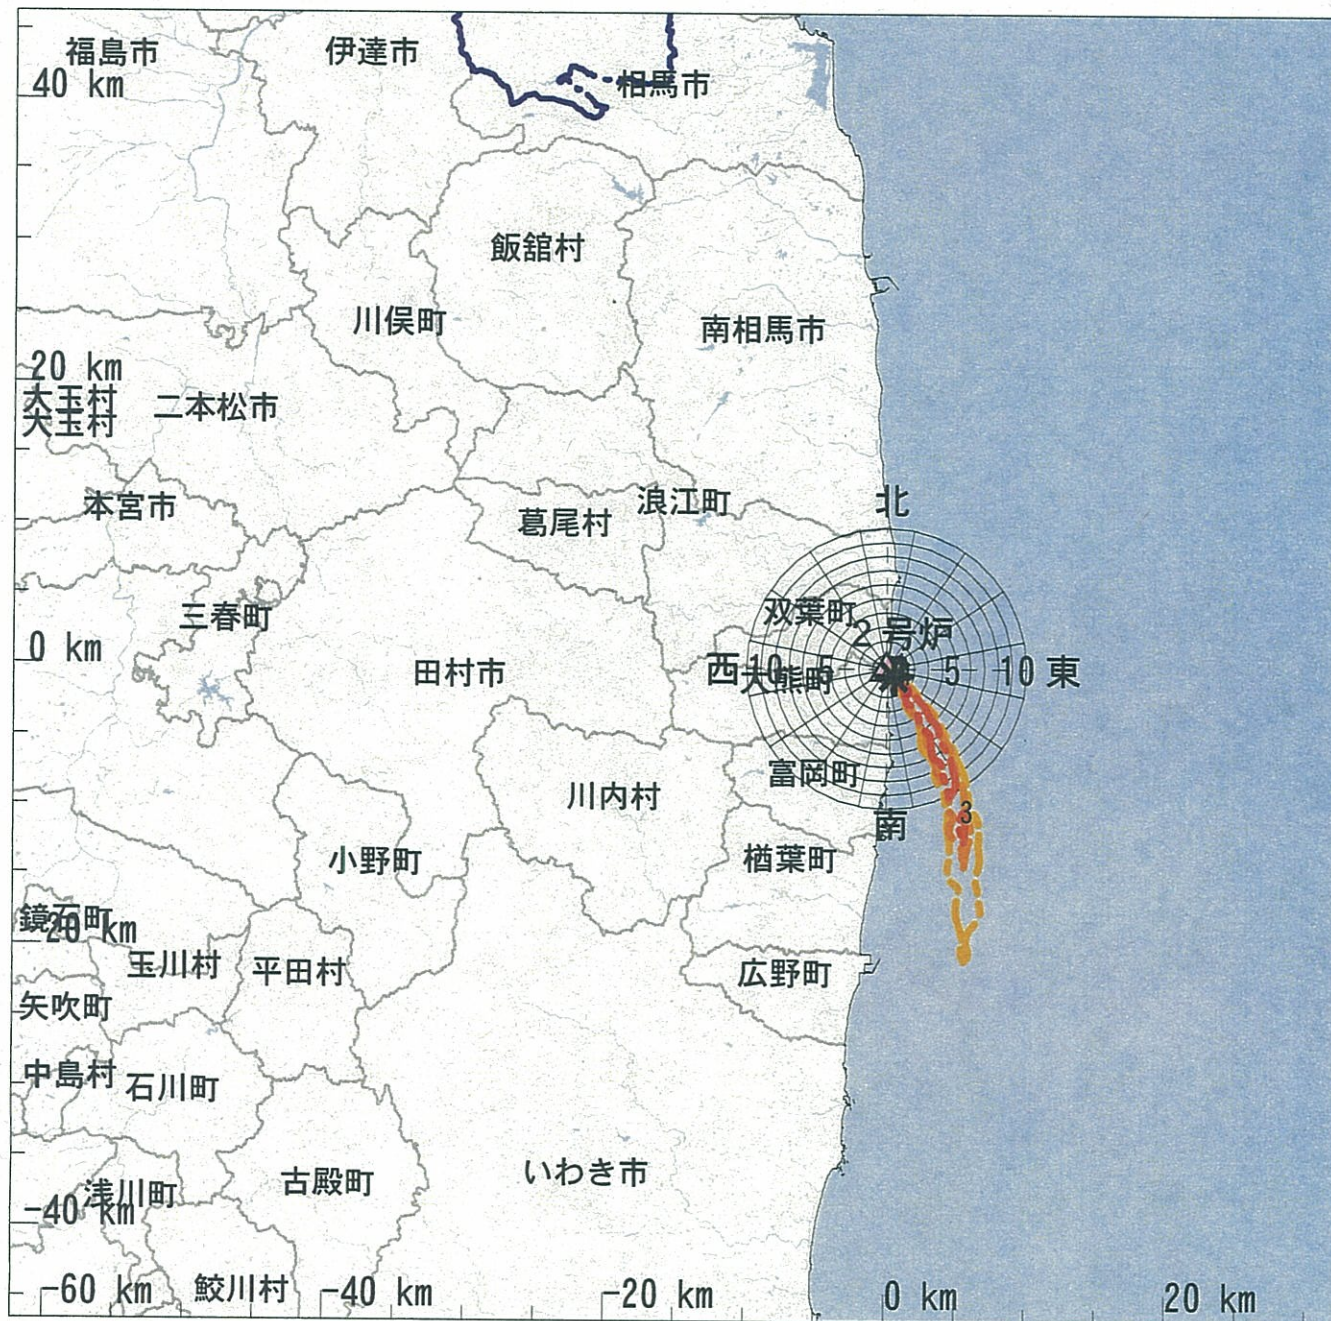 福島市
伊達市
40 km
相馬市
飯舘村
川俣町
南相馬市
20 km
大玉村
大玉村
二本松市
本宮市
葛尾村
浪江町
北
三春町
双葉町
2号炉
0 km
田村市
西
10
5
大熊町
5
10
東
富岡町
川内村
3
南
小野町
楢葉町
鏡石町
-20 km
玉川村
平田村
広野町
矢吹町
中島村
石川町
いわき市
古殿町
浅川町
-40 km
-60 km
鮫川村
-40 km
-20 km
0 km
20 km